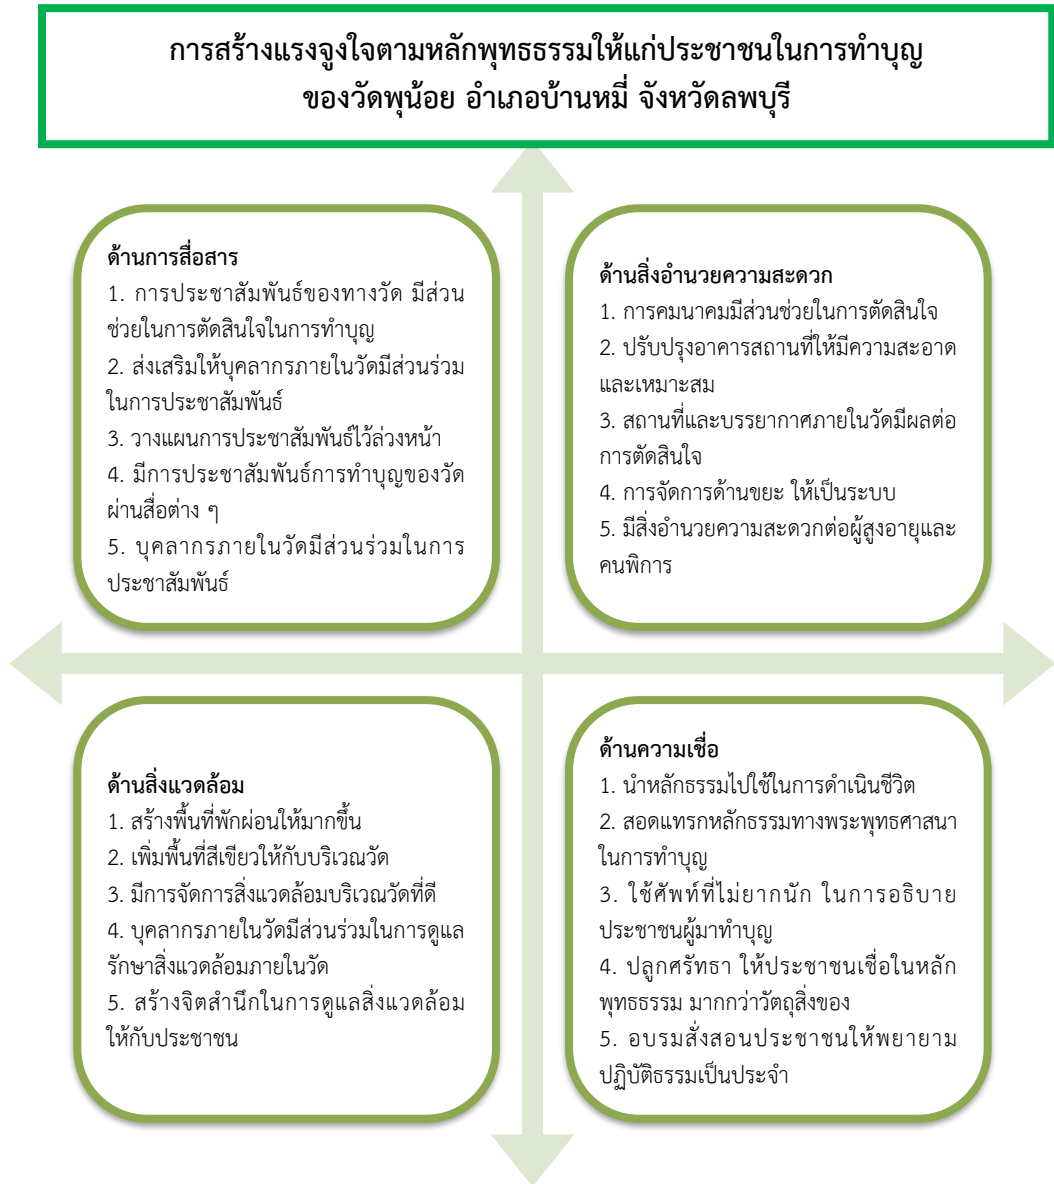 การสร้างแรงจูงใจตามหลักพุทธธรรมให้แก่ประชาชนในการทำบุญ
ของวัดพุน้อย อำเภอบ้านหมี่ จังหวัดลพบุรี
ด้านการสื่อสาร
1. การประชาสัมพันธ์ของทางวัด มีส่วน
ช่วยในการตัดสินใจในการทำบุญ
2. ส่งเสริมให้บุคลากรภายในวัดมีส่วนร่วม
ในการประชาสัมพันธ์
3. วางแผนการประชาสัมพันธ์ไว้ล่วงหน้า
4. มีการประชาสัมพันธ์การทำบุญของวัด
ผ่านสื่อต่าง ๆ
5. บุคลากรภายในวัดมีส่วนร่วมในการ
ประชาสัมพันธ์
ด้านสิ่งอำนวยความสะดวก
1. การคมนาคมมีส่วนช่วยในการตัดสินใจ
2. ปรับปรุงอาคารสถานที่ให้มีความสะอาด
และเหมาะสม
3. สถานที่และบรรยากาศภายในวัดมีผลต่อ
การตัดสินใจ
4. การจัดการด้านขยะ ให้เป็นระบบ
5. มีสิ่งอำนวยความสะดวกต่อผู้สูงอายุและ
คนพิการ
ด้านสิ่งแวดล้อม
1. สร้างพื้นที่พักผ่อนให้มากขึ้น
2. เพิ่มพื้นที่สีเขียวให้กับบริเวณวัด
3. มีการจัดการสิ่งแวดล้อมบริเวณวัดที่ดี
4. บุคลากรภายในวัดมีส่วนร่วมในการดูแล
รักษาสิ่งแวดล้อมภายในวัด
5. สร้างจิตสำนึกในการดูแลสิ่งแวดล้อม
ให้กับประชาชน
ด้านความเชื่อ
1. นำหลักธรรมไปใช้ในการดำเนินชีวิต
2. สอดแทรกหลักธรรมทางพระพุทธศาสนา
ในการทำบุญ
3. ใช้ศัพท์ที่ไม่ยากนัก ในการอธิบาย
ประชาชนผู้มาทำบุญ
4. ปลูกศรัทธา ให้ประชาชนเชื่อในหลัก
พุทธธรรม มากกว่าวัตถุสิ่งของ
5. อบรมสั่งสอนประชาชนให้พยายาม
ปฏิบัติธรรมเป็นประจำ